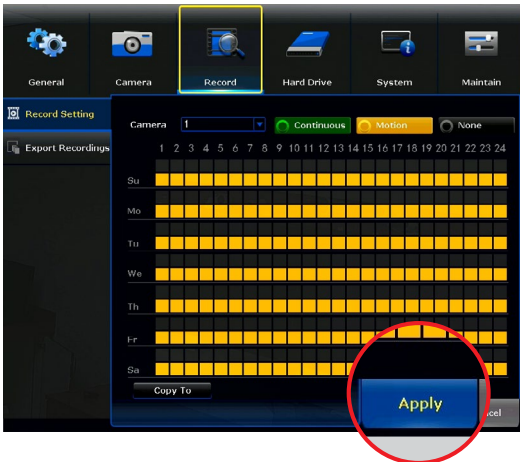 General Camera Record Hard Drive System Maintain
Record Setting
Export Recordings
Camera 1 Continuous Motion None
1 2 3 4 5 6 7 8 9 10 11 12 13 14 15 16 17 18 19 20 21 22 23 24
Su
Mo
Tu
We
Th
Fr
Sa
Copy To
Apply
ncel